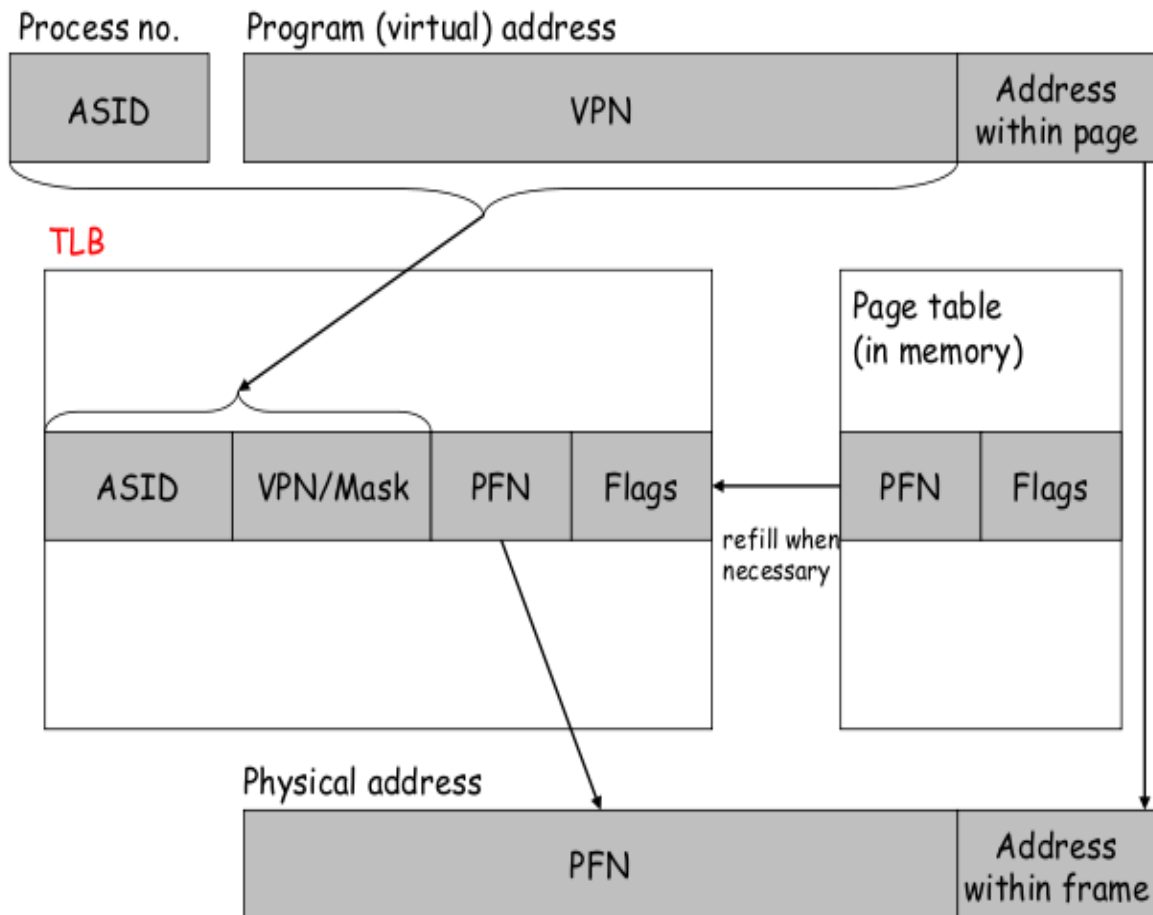 Process no.
Program (virtual) address
ASID
VPN
Address
within page
TLB
Page table
(in memory)
ASID
VPN/Mask
PFN
Flags
PFN
Flags
refill when
necessary
Physical address
PFN
Address
within frame